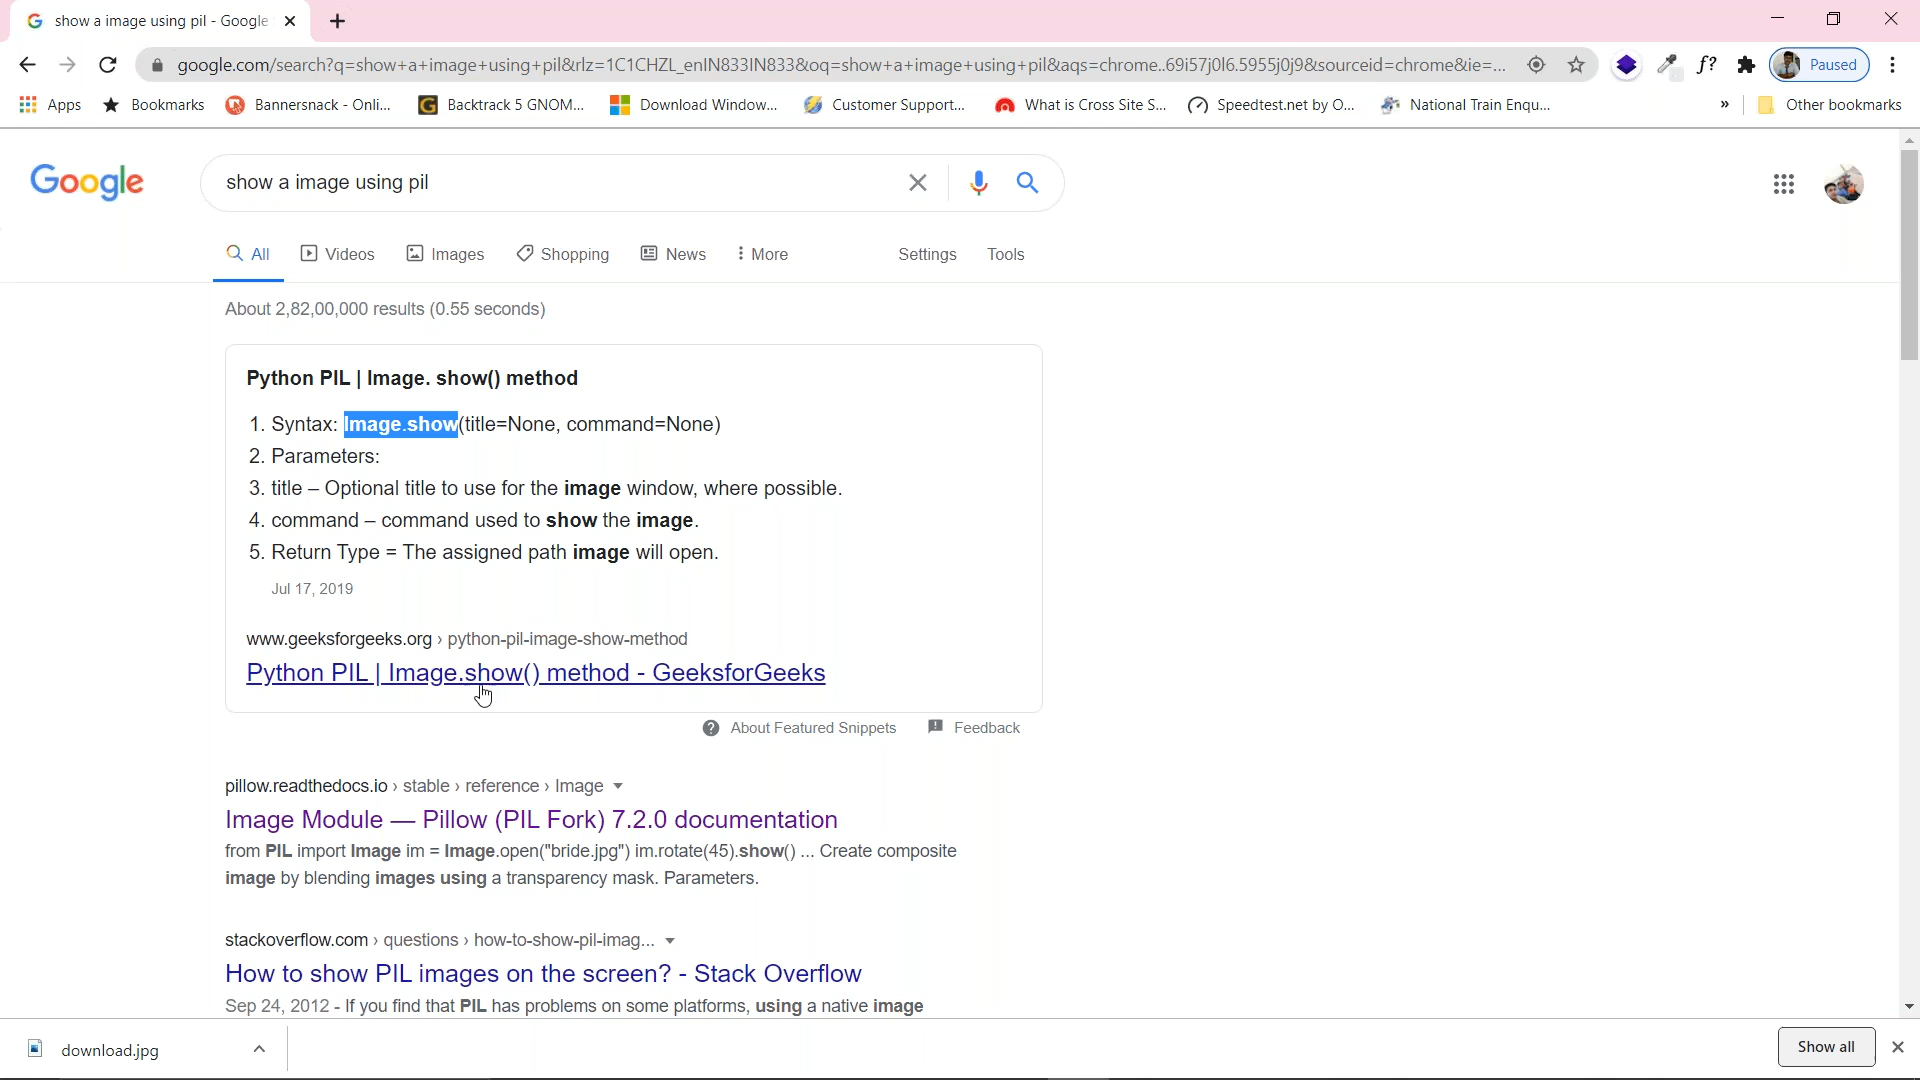 show a image using pil - Google
google.com/search?q=show+a+image+using+pil&rlz=1C1CHZL_enIN833IN833&oq=show+a+image+using+pil&aqs=chrome..69i57j0l6.5955j0j9&sourceid=chrome&ie=...
f?
Paused
Apps
Bookmarks
Bannersnack - Onli...
Backtrack 5 GNOM...
Download Window...
Customer Support...
What is Cross Site S...
Speedtest.net by O...
National Train Enqu...
»
Other bookmarks
Google
show a image using pil
All
Videos
Images
Shopping
News
More
Settings
Tools
About 2,82,00,000 results (0.55 seconds)
Python PIL | Image. show() method
1. Syntax: Image.show(title=None, command=None)
2. Parameters:
3. title – Optional title to use for the image window, where possible.
4. command – command used to show the image.
5. Return Type = The assigned path image will open.
Jul 17, 2019
www.geeksforgeeks.org › python-pil-image-show-method
Python PIL | Image.show() method - GeeksforGeeks
About Featured Snippets
Feedback
pillow.readthedocs.io › stable › reference › Image
Image Module — Pillow (PIL Fork) 7.2.0 documentation
from PIL import Image im = Image.open("bride.jpg") im.rotate(45).show() ... Create composite
image by blending images using a transparency mask. Parameters.
stackoverflow.com › questions › how-to-show-pil-imag...
How to show PIL images on the screen? - Stack Overflow
Sep 24, 2012 - If you find that PIL has problems on some platforms, using a native image
download.jpg
Show all